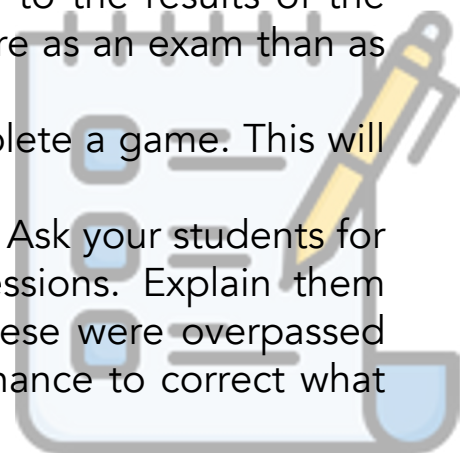 to the results of the
re as an exam than as
plete a game. This will
Ask your students for
essions. Explain them
ese were overpassed
hance to correct what